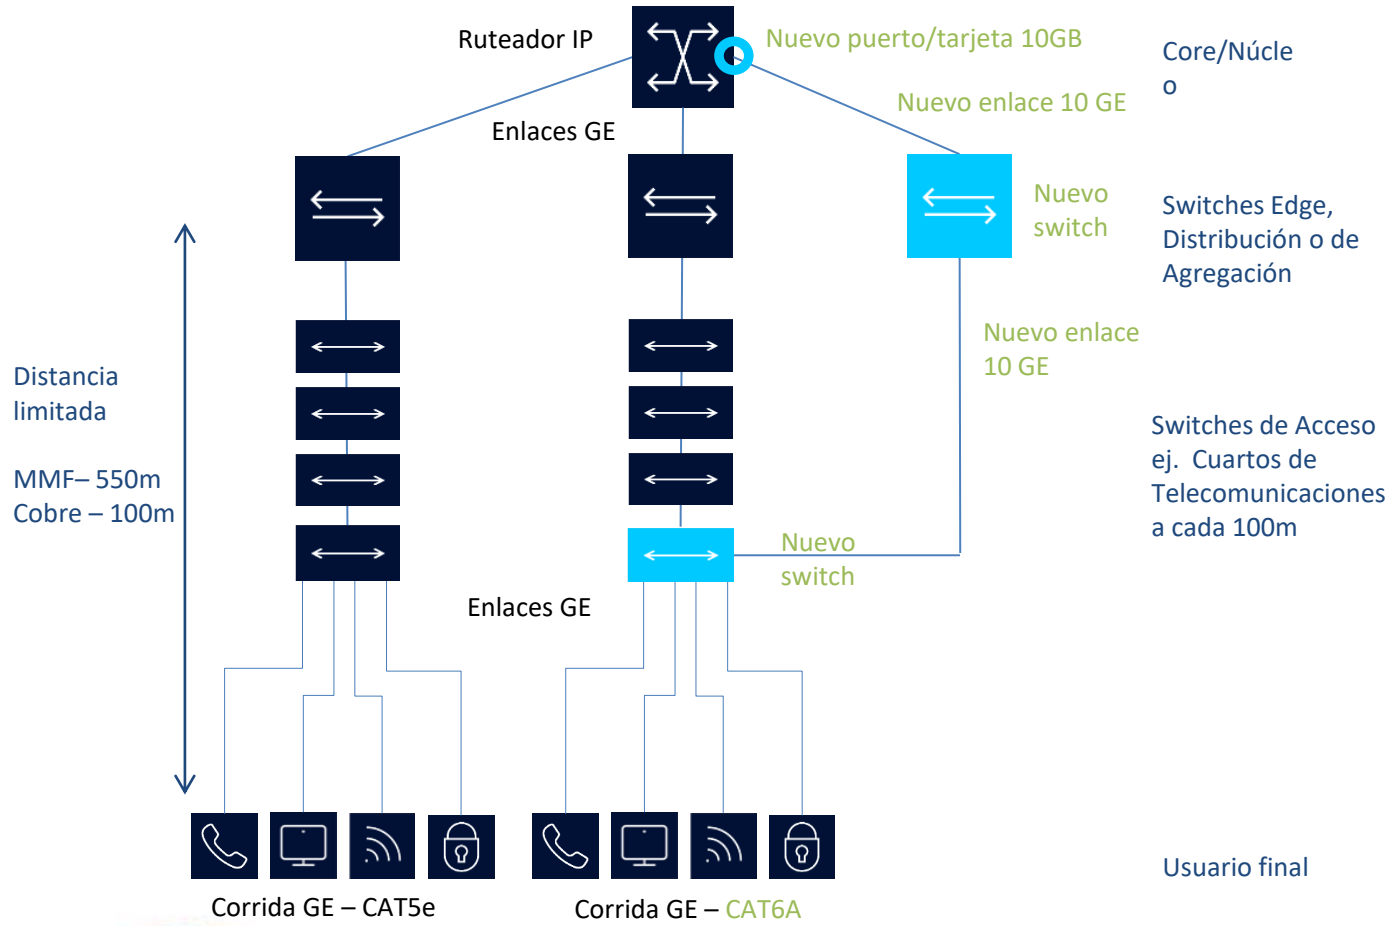 Ruteador IP
Nuevo puerto/tarjeta 10GB
Core/Núcle
o
Nuevo enlace 10 GE
Enlaces GE
Nuevo
switch
Switches Edge,
Distribución o de
Agregación
Nuevo enlace
10 GE
Distancia
limitada
MMF– 550m
Cobre – 100m
Switches de Acceso
ej.  Cuartos de
Telecomunicaciones
a cada 100m
Nuevo
switch
Enlaces GE
Usuario final
Corrida GE – CAT5e
Corrida GE – CAT6A